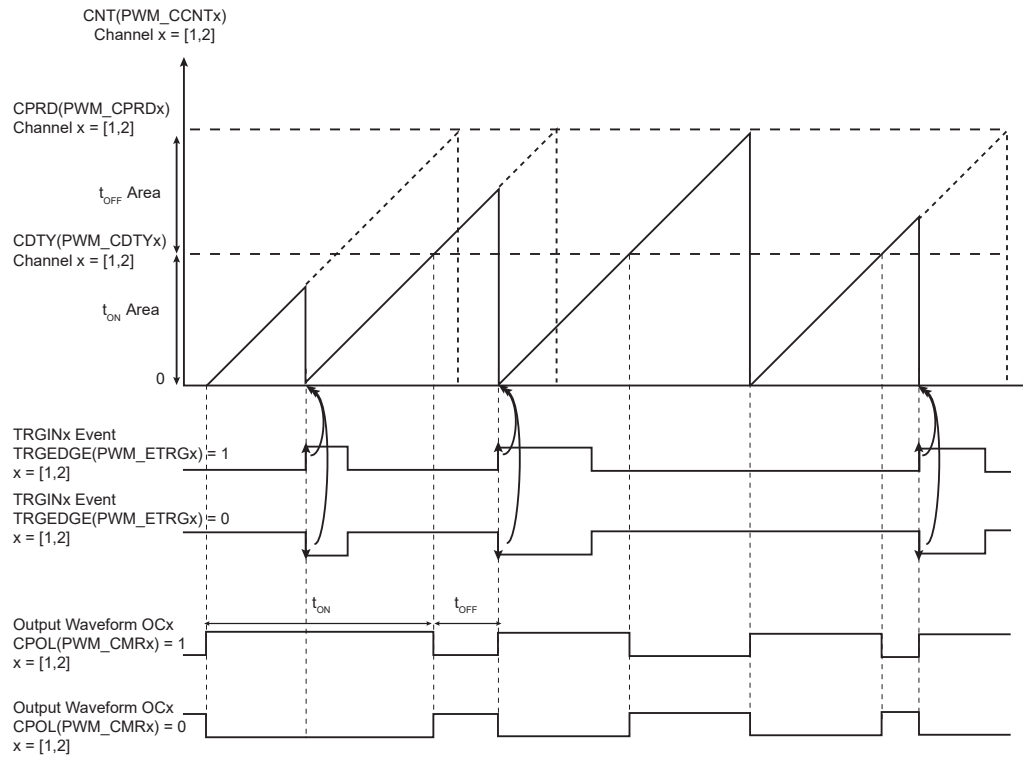 CNT(PWM_CCNTx)
Channel x = [1,2]
CPRD(PWM_CPRDx)
Channel x = [1,2]
tOFF Area
CDTY(PWM_CDTYx)
Channel x = [1,2]
tON Area
0
TRGINx Event
TRGEDGE(PWM_ETRGx) = 1
x = [1,2]
TRGINx Event
TRGEDGE(PWM_ETRGx) = 0
x = [1,2]
tON
tOFF
Output Waveform OCx
CPOL(PWM_CMRx) = 1
x = [1,2]
Output Waveform OCx
CPOL(PWM_CMRx) = 0
x = [1,2]